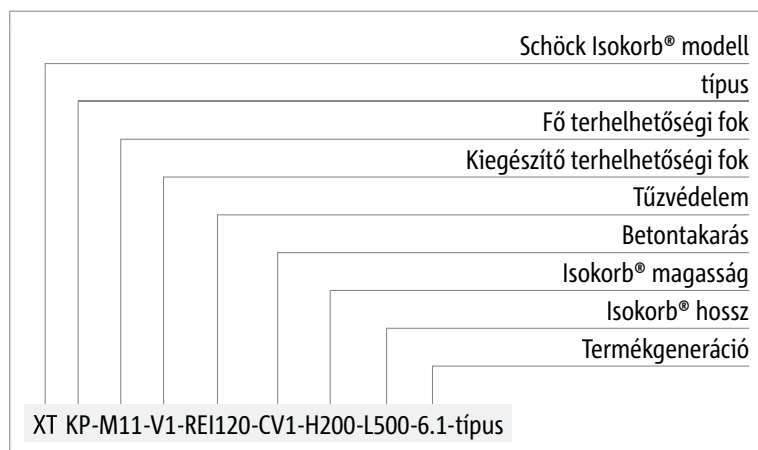 Schöck Isokorb® modell
típus
Fő terhelhetőségi fok
Kiegészítő terhelhetőségi fok
Tűzvédelem
Betontakarás
Isokorb® magasság
Isokorb® hossz
Termékgeneráció
XT KP-M11-V1-REI120-CV1-H200-L500-6.1-típus